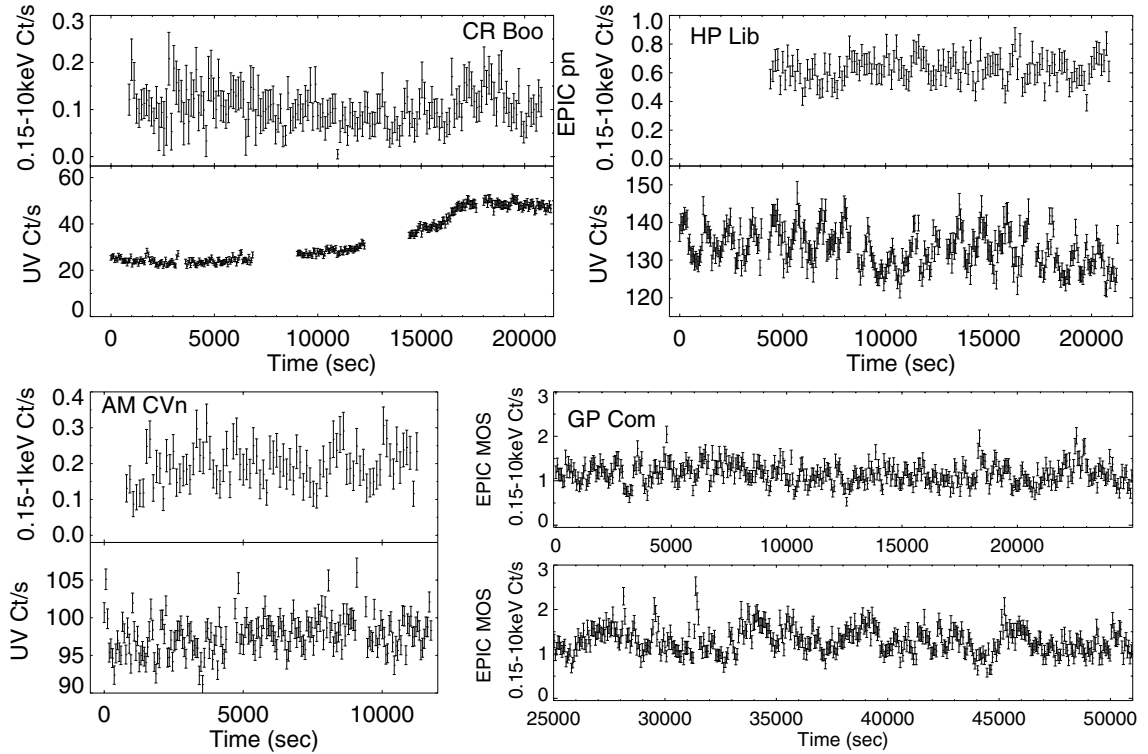 CR Boo
0.15-10keV Ct/s
0.3
0.2
0.1
0.0
UV Ct/s
60
40
20
0
0 5000 10000 15000 20000
Time (sec)
HP Lib
EPIC pn
0.15-10keV Ct/s
1.0
0.8
0.6
0.4
0.2
0.0
UV Ct/s
150
140
130
120
0 5000 10000 15000 20000
Time (sec)
AM CVn
0.15-1keV Ct/s
0.4
0.3
0.2
0.1
0.0
UV Ct/s
105
100
95
90
0 5000 10000
Time (sec)
GP Com
EPIC MOS
0.15-10keV Ct/s
3
2
1
0
0 5000 10000 15000 20000
EPIC MOS
0.15-10keV Ct/s
3
2
1
0
25000 30000 35000 40000 45000 50000
Time (sec)